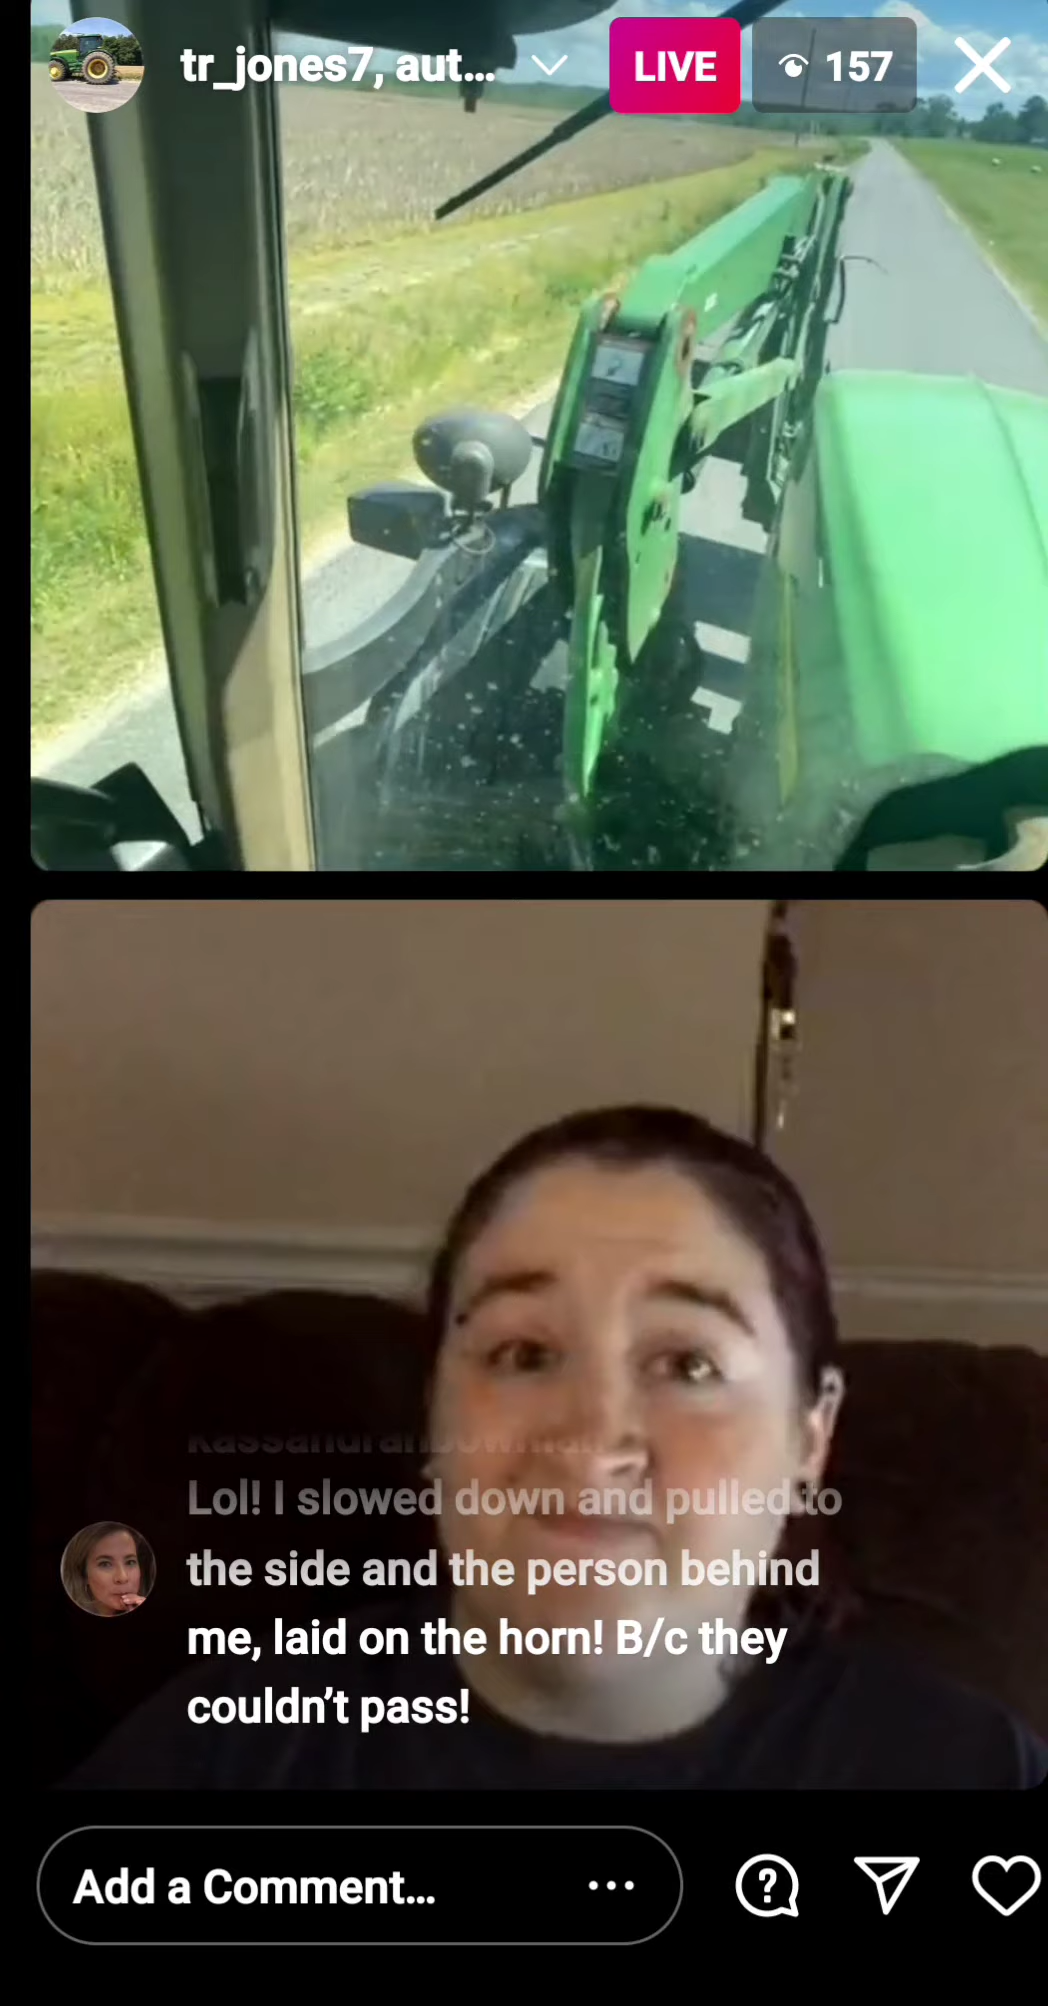 tr_jones7, aut...
LIVE
157
Lol! I slowed down and pulled to
the side and the person behind
me, laid on the horn! B/c they
couldn't pass!
Add a Comment...